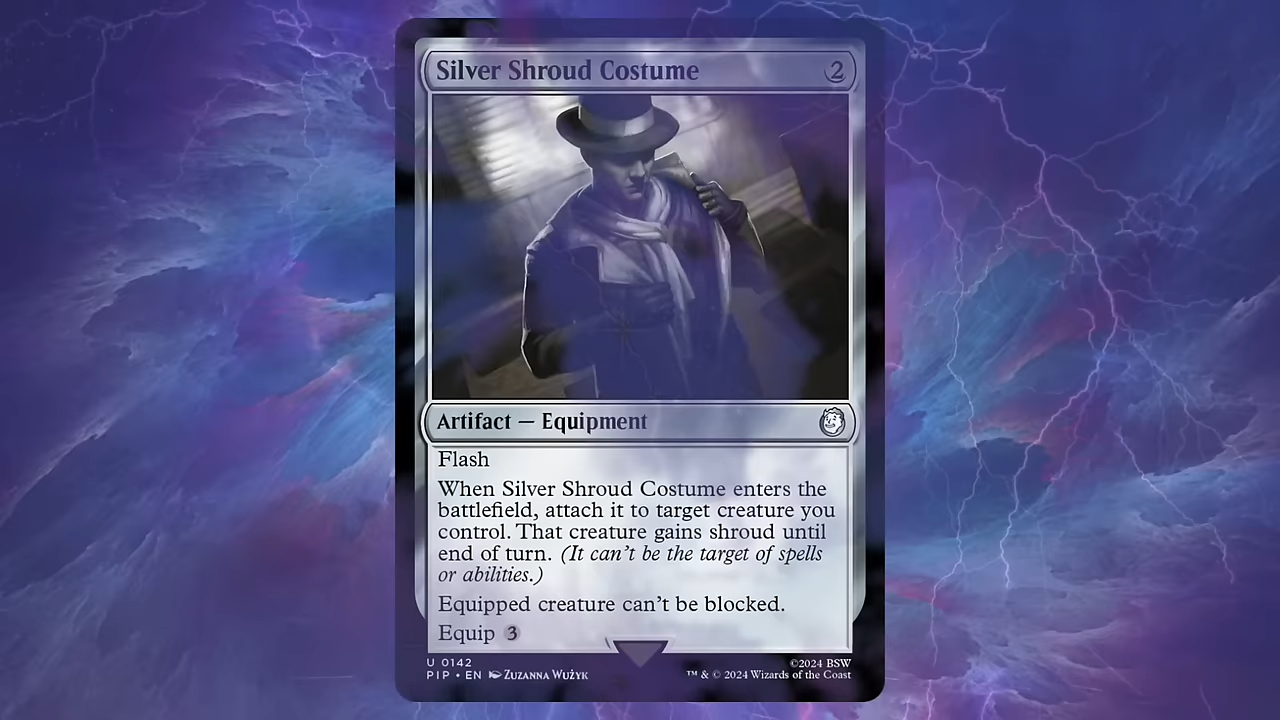 Silver Shroud Costume 2
Artifact — Equipment
Flash
When Silver Shroud Costume enters the
battlefield, attach it to target creature you
control. That creature gains shroud until
end of turn. (It can't be the target of spells
or abilities.)
Equipped creature can't be blocked.
Equip 3
U 0142
PIP • EN Zuzanna Wużyk
©2024 BSW
™ & © 2024 Wizards of the Coast